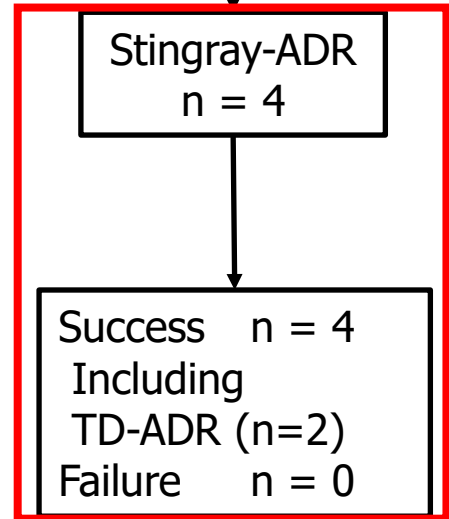 Stingray-ADR
n = 4
Success n = 4
Including
TD-ADR (n=2)
Failure n = 0